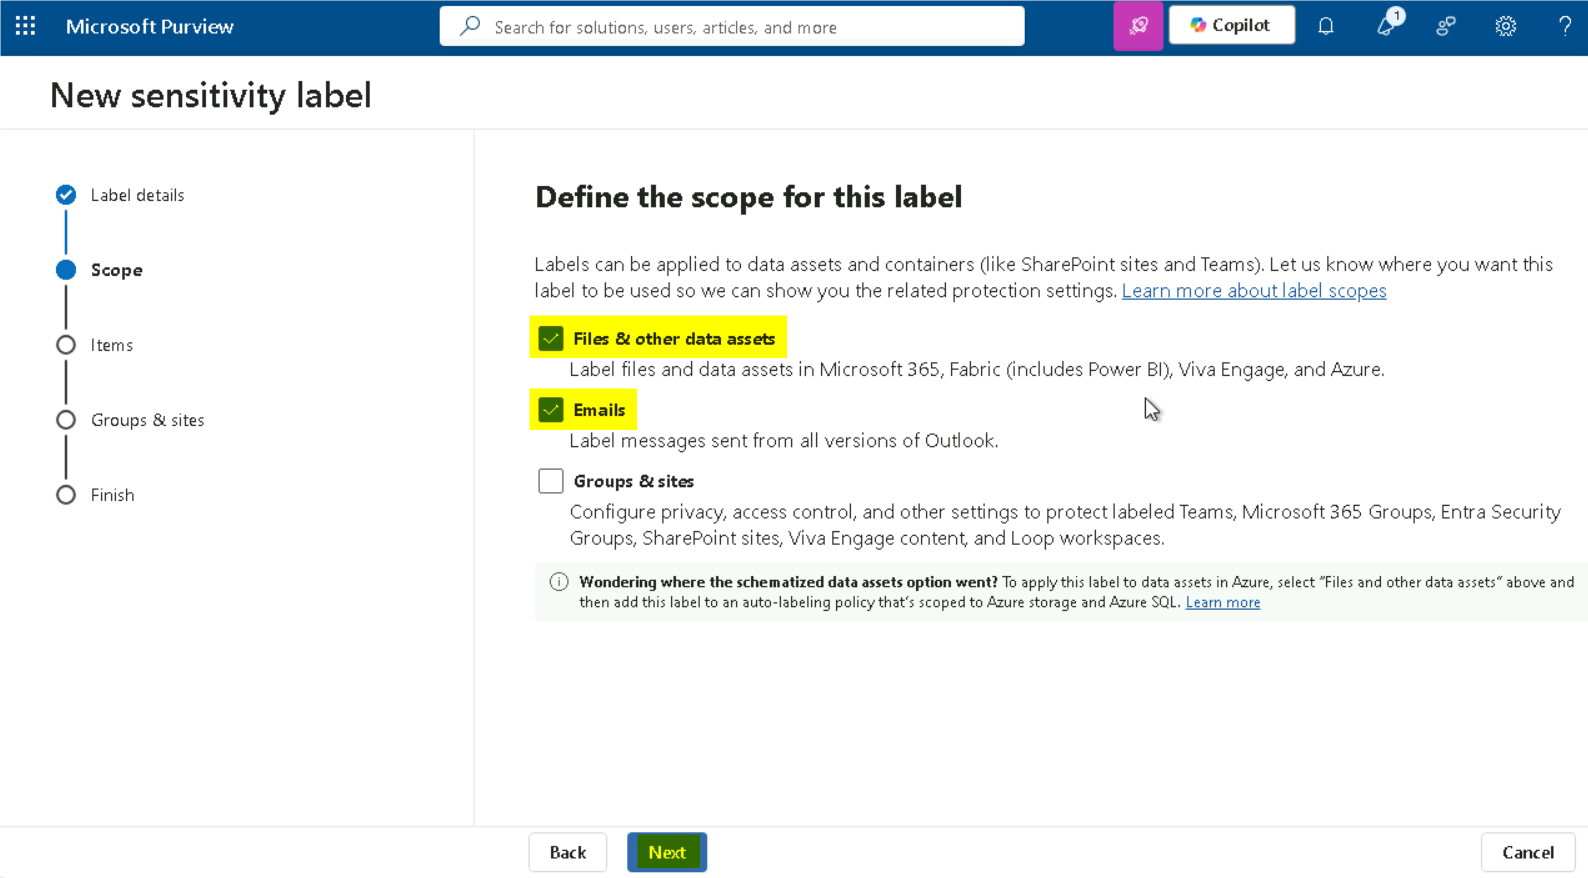 Microsoft Purview
Search for solutions, users, articles, and more
Copilot
1
?
New sensitivity label
Label details
Scope
Items
Groups & sites
Finish
Define the scope for this label
Labels can be applied to data assets and containers (like SharePoint sites and Teams). Let us know where you want this
label to be used so we can show you the related protection settings. Learn more about label scopes
Files & other data assets
Label files and data assets in Microsoft 365, Fabric (includes Power BI), Viva Engage, and Azure.
Emails
Label messages sent from all versions of Outlook.
Groups & sites
Configure privacy, access control, and other settings to protect labeled Teams, Microsoft 365 Groups, Entra Security
Groups, SharePoint sites, Viva Engage content, and Loop workspaces.
Wondering where the schematized data assets option went? To apply this label to data assets in Azure, select "Files and other data assets" above and
then add this label to an auto-labeling policy that's scoped to Azure storage and Azure SQL. Learn more
Back
Next
Cancel